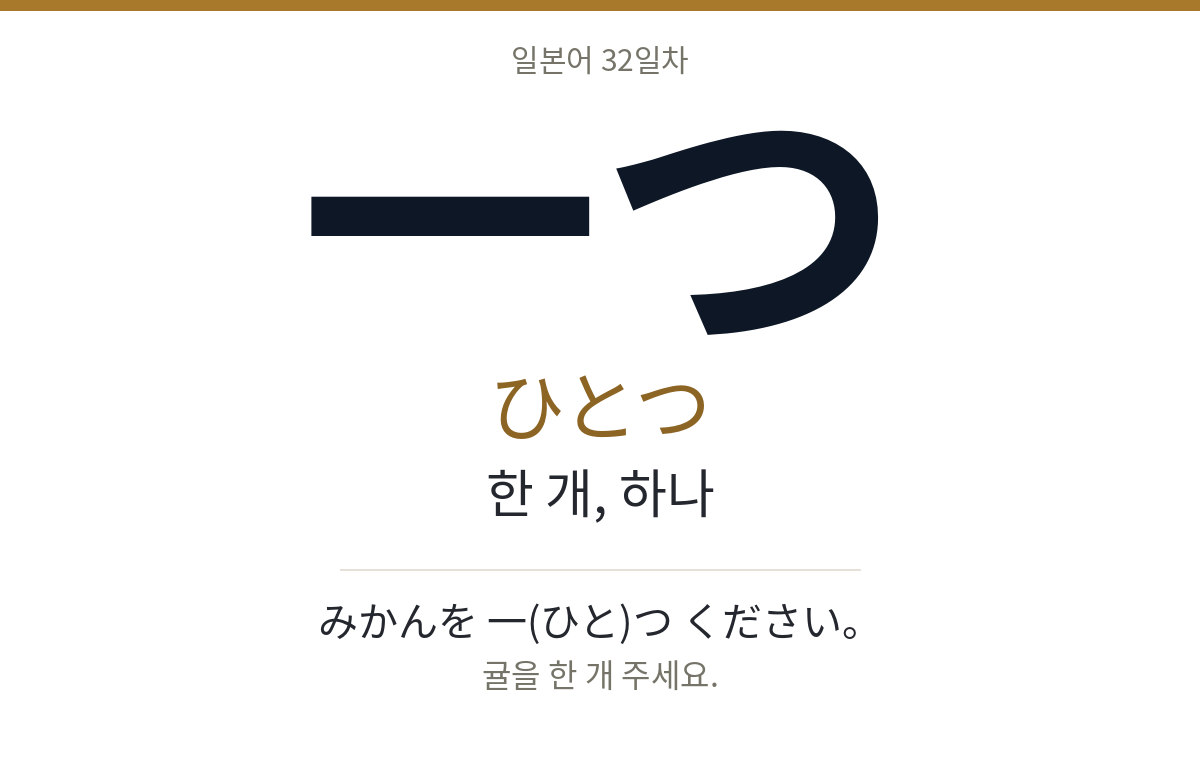 일본어 32일차
一つ
ひとつ
한 개, 하나
みかんを 一(ひと)つ ください。
귤을 한 개 주세요.